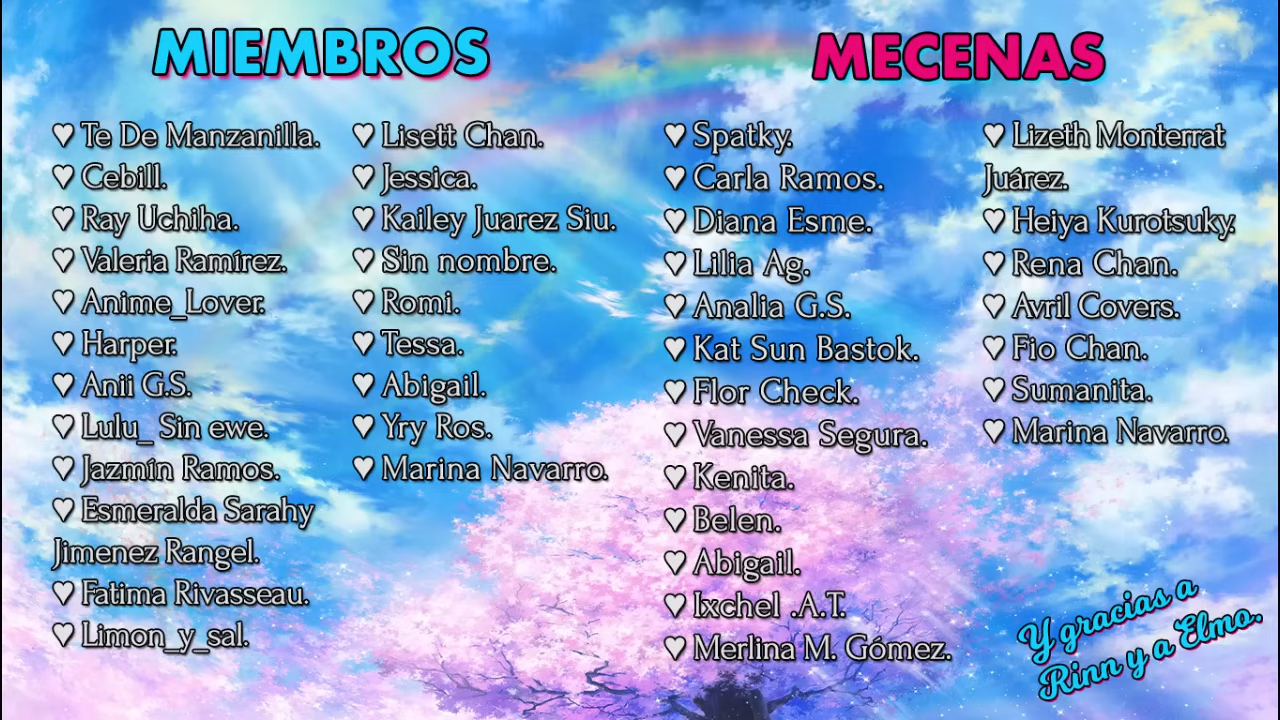 MIEMBROS
♥ Te De Manzanilla.
♥ Cebill.
♥ Ray Uchiha.
♥ Valeria Ramírez.
♥ Anime_Lover.
♥ Harper.
♥ Anii G.S.
♥ Lulu_ Sin ewe.
♥ Jazmín Ramos.
♥ Esmeralda Sarahy
Jimenez Rangel.
♥ Fatima Rivasseau.
♥ Limon_y_sal.
♥ Lisett Chan.
♥ Jessica.
♥ Kailey Juarez Siu.
♥ Sin nombre.
♥ Romi.
♥ Tessa.
♥ Abigail.
♥ Yry Ros.
♥ Marina Navarro.
MECENAS
♥ Spatky.
♥ Carla Ramos.
♥ Diana Esme.
♥ Lilia Ag.
♥ Analia G.S.
♥ Kat Sun Bastok.
♥ Flor Check.
♥ Vanessa Segura.
♥ Kenita.
♥ Belen.
♥ Abigail.
♥ Ixchel .A.T.
♥ Merlina M. Gómez.
♥ Lizeth Monterrat
Juárez.
♥ Heiya Kurotsuky.
♥ Rena Chan.
♥ Avril Covers.
♥ Fio Chan.
♥ Sumanita.
♥ Marina Navarro.
Y gracias a
Rinn y a Elmo.